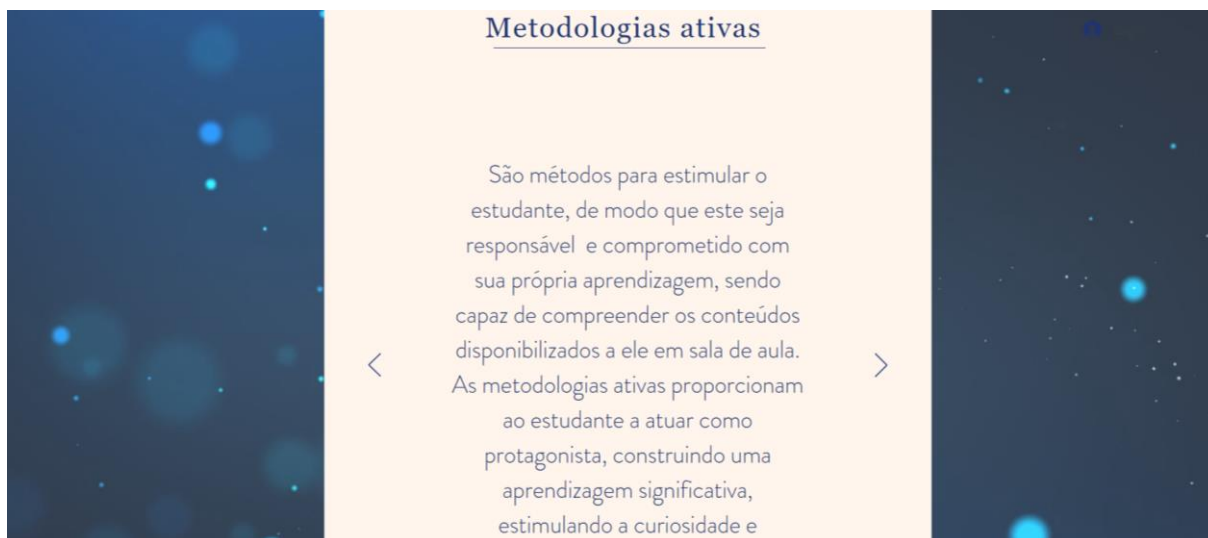 Metodologias ativas
São métodos para estimular o
estudante, de modo que este seja
responsável e comprometido com
sua própria aprendizagem, sendo
capaz de compreender os conteúdos
disponibilizados a ele em sala de aula.
As metodologias ativas proporcionam
ao estudante a atuar como
protagonista, construindo uma
aprendizagem significativa,
estimulando a curiosidade e